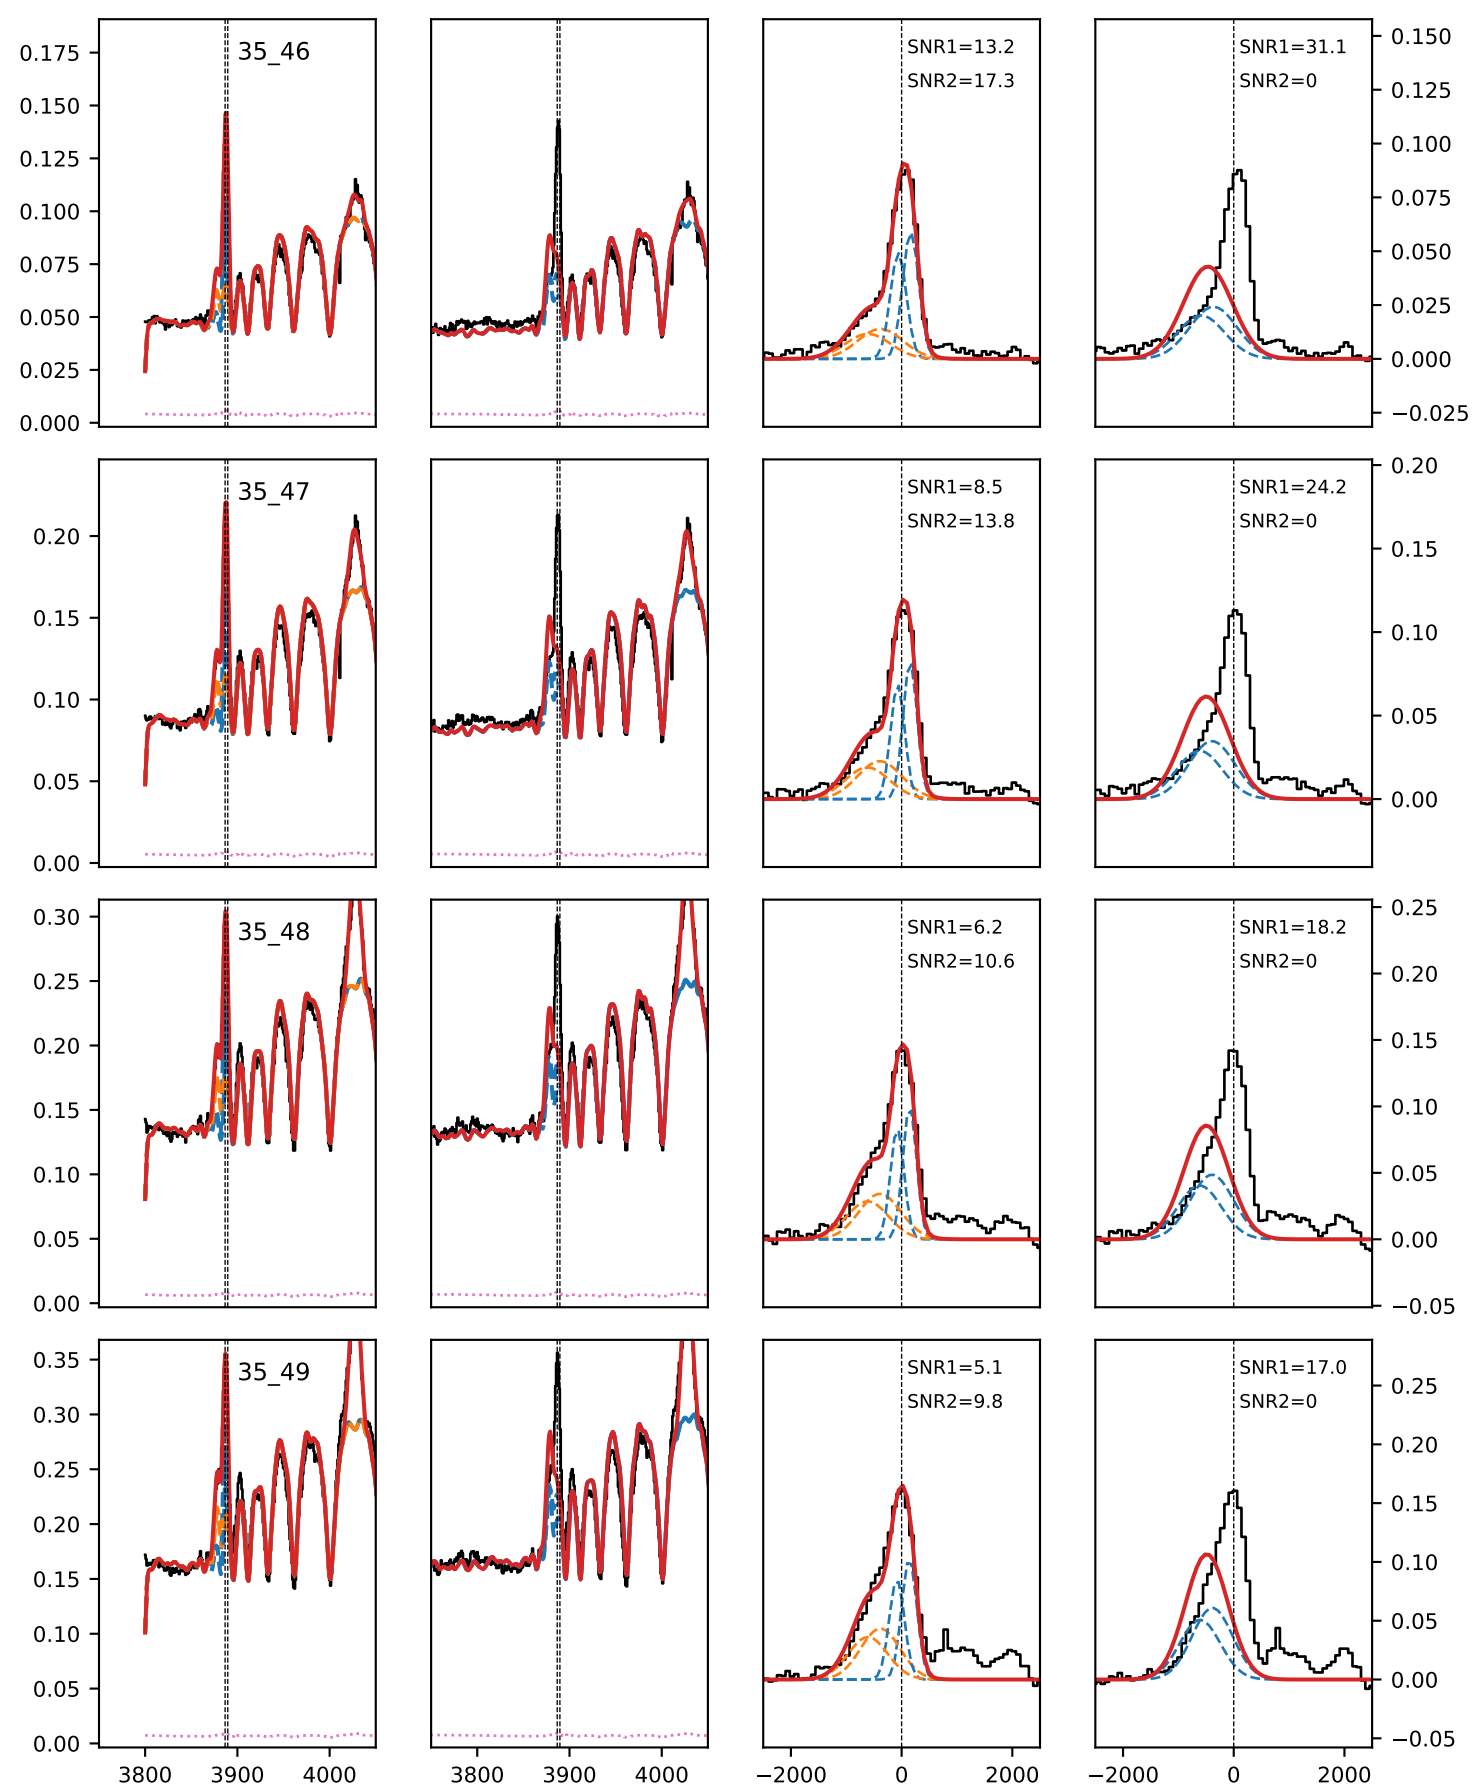 0.175
0.150
0.125
0.100
0.075
0.050
0.025
0.000
35_46
SNR1=13.2
SNR2=17.3
SNR1=31.1
SNR2=0
0.150
0.125
0.100
0.075
0.050
0.025
0.000
−0.025
0.20
0.15
0.10
0.05
0.00
35_47
SNR1=8.5
SNR2=13.8
SNR1=24.2
SNR2=0
0.20
0.15
0.10
0.05
0.00
0.30
0.25
0.20
0.15
0.10
0.05
0.00
35_48
SNR1=6.2
SNR2=10.6
SNR1=18.2
SNR2=0
0.25
0.20
0.15
0.10
0.05
0.00
−0.05
0.35
0.30
0.25
0.20
0.15
0.10
0.05
0.00
35_49
SNR1=5.1
SNR2=9.8
SNR1=17.0
SNR2=0
0.25
0.20
0.15
0.10
0.05
0.00
−0.05
3800 3900 4000
3800 3900 4000
−2000 0 2000
−2000 0 2000